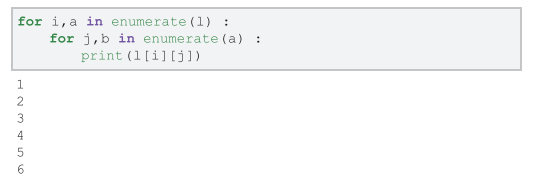 for i,a in enumerate(l) :
    for j,b in enumerate(a) :
        print(l[i][j])
1
2
3
4
5
6